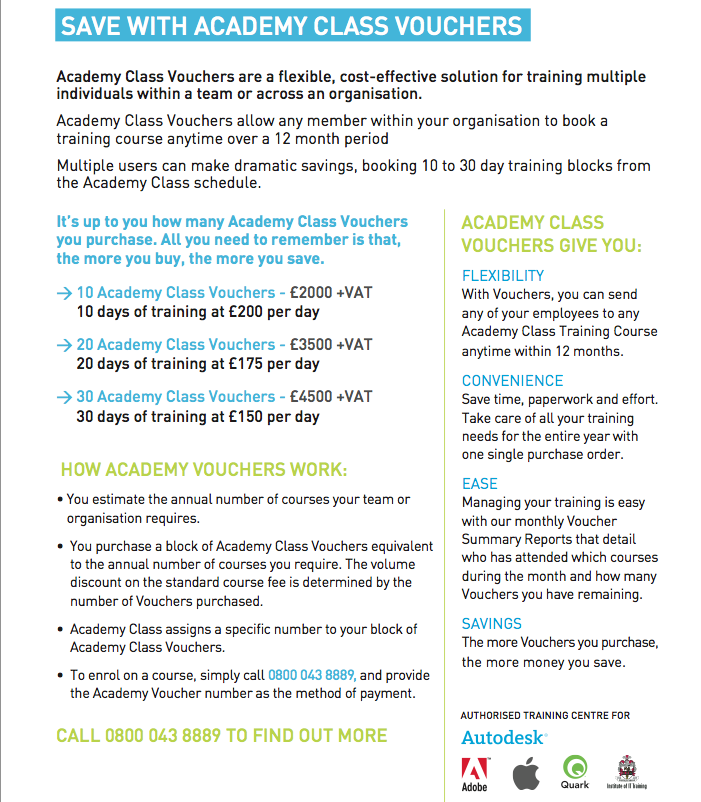 SAVE WITH ACADEMY CLASS VOUCHERS
Academy Class Vouchers are a flexible, cost-effective solution for training multiple
individuals within a team or across an organisation.
Academy Class Vouchers allow any member within your organisation to book a
training course anytime over a 12 month period
Multiple users can make dramatic savings, booking 10 to 30 day training blocks from
the Academy Class schedule.
It's up to you how many Academy Class Vouchers
you purchase. All you need to remember is that,
the more you buy, the more you save.
→ 10 Academy Class Vouchers - £2000 +VAT
10 days of training at £200 per day
→ 20 Academy Class Vouchers - £3500 +VAT
20 days of training at £175 per day
→ 30 Academy Class Vouchers - £4500 +VAT
30 days of training at £150 per day
HOW ACADEMY VOUCHERS WORK:
• You estimate the annual number of courses your team or
organisation requires.
• You purchase a block of Academy Class Vouchers equivalent
to the annual number of courses you require. The volume
discount on the standard course fee is determined by the
number of Vouchers purchased.
• Academy Class assigns a specific number to your block of
Academy Class Vouchers.
• To enrol on a course, simply call 0800 043 8889, and provide
the Academy Voucher number as the method of payment.
CALL 0800 043 8889 TO FIND OUT MORE
ACADEMY CLASS
VOUCHERS GIVE YOU:
FLEXIBILITY
With Vouchers, you can send
any of your employees to any
Academy Class Training Course
anytime within 12 months.
CONVENIENCE
Save time, paperwork and effort.
Take care of all your training
needs for the entire year with
one single purchase order.
EASE
Managing your training is easy
with our monthly Voucher
Summary Reports that detail
who has attended which courses
during the month and how many
Vouchers you have remaining.
SAVINGS
The more Vouchers you purchase,
the more money you save.
AUTHORISED TRAINING CENTRE FOR
Autodesk®
Adobe
Quark
Institute of IT Training